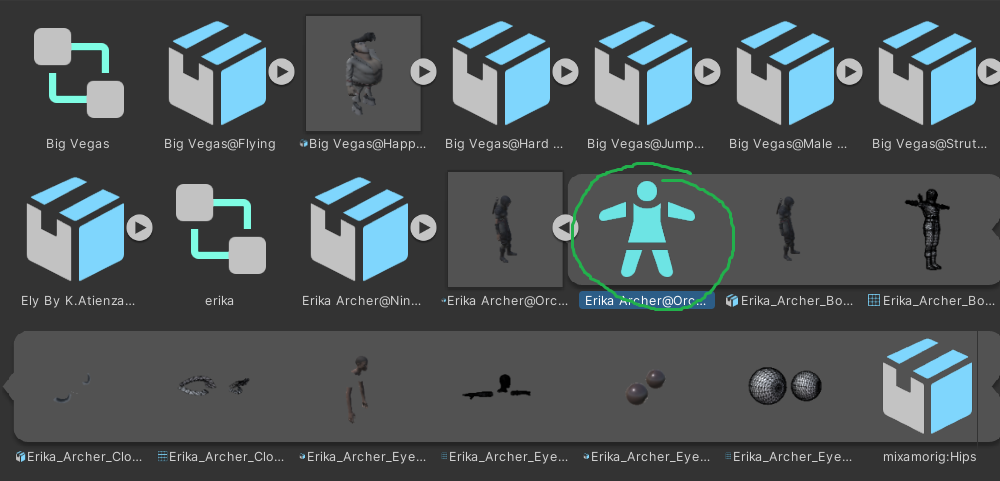 Big Vegas
Big Vegas@Flying
Big Vegas@Happ...
Big Vegas@Hard ...
Big Vegas@Jump...
Big Vegas@Male ...
Big Vegas@Strut...
Ely By K.Atienza...
erika
Erika Archer@Nin...
Erika Archer@Orc...
Erika Archer@Orc...
Erika_Archer_Bo...
Erika_Archer_Bo...
Erika_Archer_Clo...
Erika_Archer_Clo...
Erika_Archer_Eye...
Erika_Archer_Eye...
Erika_Archer_Eye...
Erika_Archer_Eye...
mixamorig:Hips